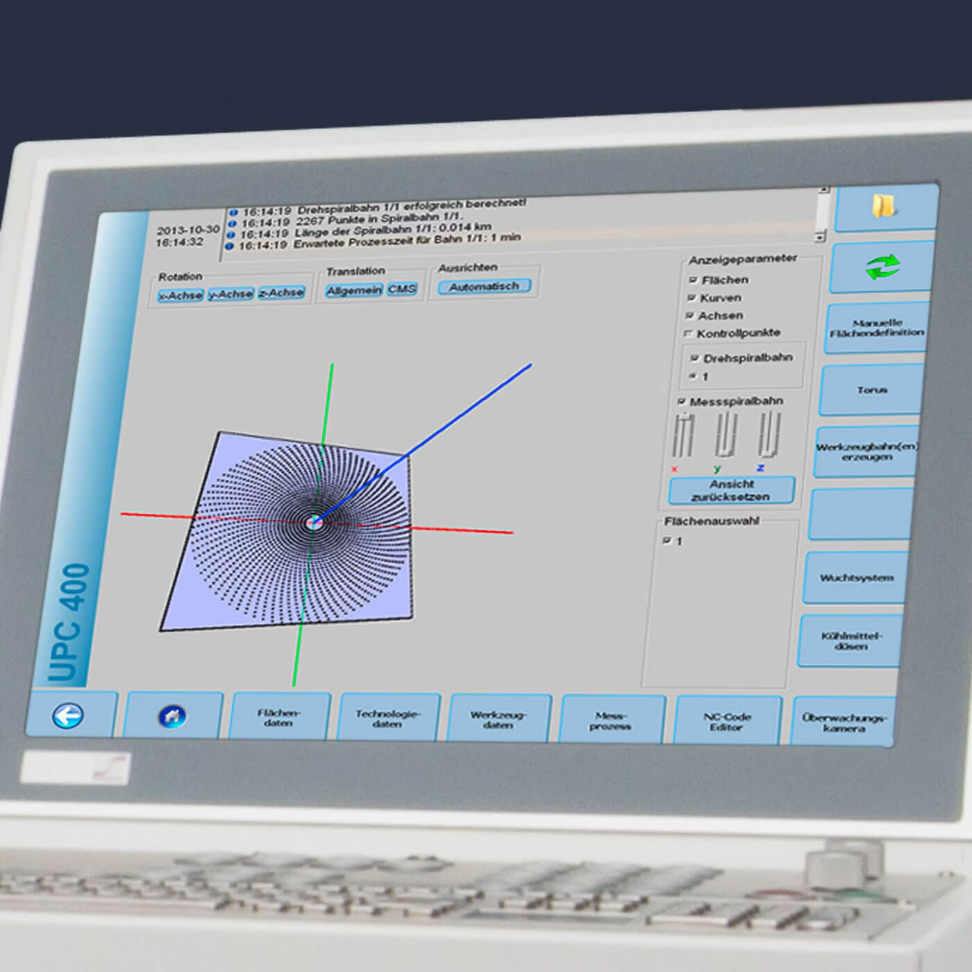 16:14:19 Drehspiralbahn 1/1 erfolgreich berechnet!
2013-10-30
16:14:32
16:14:19 2267 Punkte in Spiralbahn 1/1.
16:14:19 Länge der Spiralbahn 1/1: 0.014 km
16:14:19 Erwartete Prozesszeit für Bahn 1/1: 1 min
Rotation
x-Achse y-Achse z-Achse
Translation
Allgemein CMS
Ausrichten
Automatisch
Anzeigeparameter
Flächen
Kurven
Achsen
Kontrollpunkte
Drehspiralbahn
1
Messspiralbahn
x y z
Ansicht
zurücksetzen
Flächenauswahl
1
Manuelle
Flächendefinition
Torus
Werkzeugbahn(en)
erzeugen
Wuchtsystem
Kühlmittel-
düsen
UPC 400
Flächen-
daten
Technologie-
daten
Werkzeug-
daten
Mess-
prozess
NC-Code
Editor
Überwachungs-
kamera